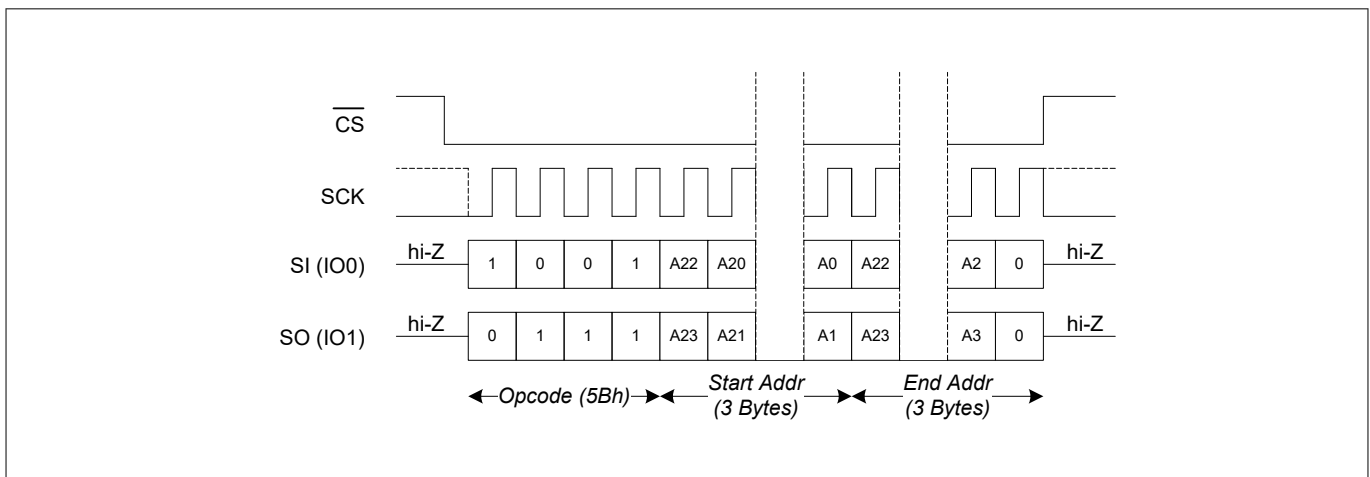 CS
SCK
SI (IO0) hi-Z 1 0 0 1 A22 A20 A0 A22 A2 0 hi-Z
SO (IO1) hi-Z 0 1 1 1 A23 A21 A1 A23 A3 0 hi-Z
Opcode (5Bh) Start Addr End Addr
(3 Bytes) (3 Bytes)